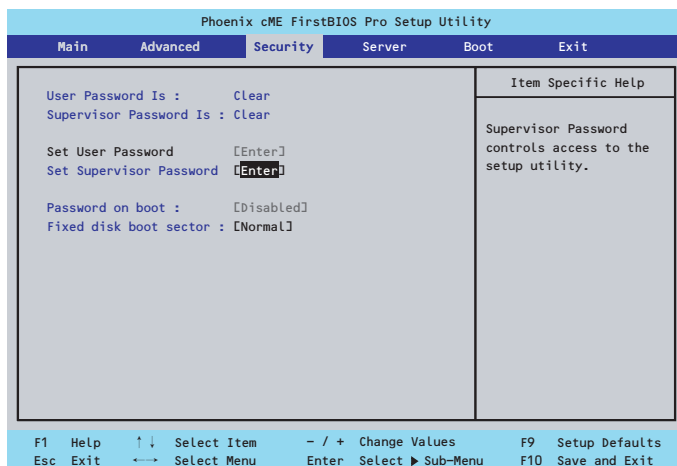 Phoenix cME FirstBIOS Pro Setup Utility
Main Advanced Security Server Boot Exit
Item Specific Help
User Password Is : Clear
Supervisor Password Is : Clear
Set User Password [Enter]
Set Supervisor Password [Enter]
Password on boot : [Disabled]
Fixed disk boot sector : [Normal]
Supervisor Password
controls access to the
setup utility.
F1 Help ↑↓ Select Item - / + Change Values F9 Setup Defaults
Esc Exit ←→ Select Menu Enter Select ▶ Sub-Menu F10 Save and Exit